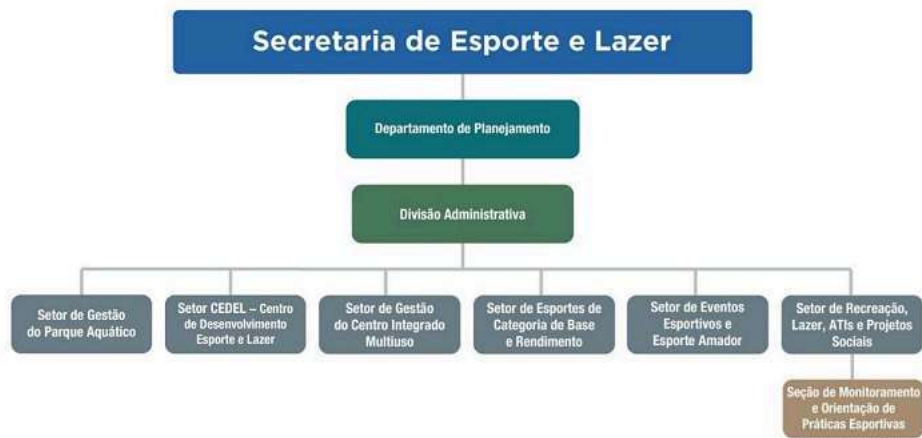 Secretaria de Esporte e Lazer
Departamento de Planejamento
Divisão Administrativa
Setor de Gestão
do Parque Aquático
Setor CEDEL – Centro
de Desenvolvimento
Esporte e Lazer
Setor de Gestão
do Centro Integrado
Multiuso
Setor de Esportes de
Categoria de Base
e Rendimento
Setor de Eventos
Esportivos e
Esporte Amador
Setor de Recreação,
Lazer, ATIs e Projetos
Sociais
Seção de Monitoramento
e Orientação de
Práticas Esportivas